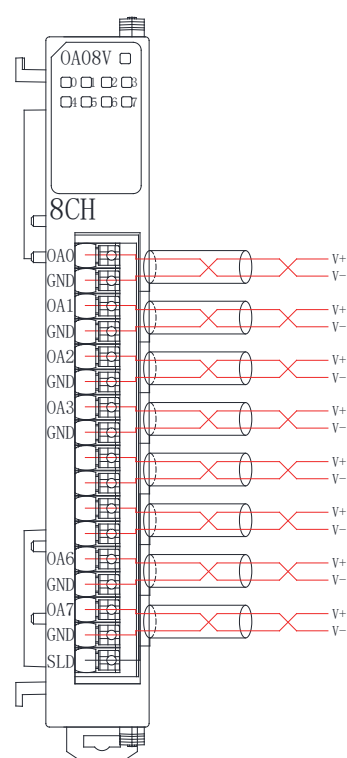 OA08V
0 1 2 3
4 5 6 7
8CH
OA0
V+
GND
V-
OA1
V+
GND
V-
OA2
V+
GND
V-
OA3
V+
GND
V-
V+
V-
V+
V-
OA6
V+
GND
V-
OA7
V+
GND
V-
SLD